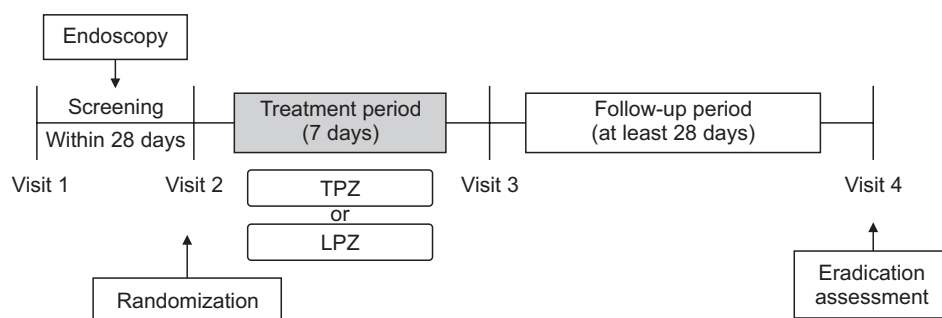 Endoscopy
Screening
Within 28 days
Treatment period
(7 days)
Follow-up period
(at least 28 days)
Visit 1
Visit 2
Visit 3
Visit 4
TPZ
or
LPZ
Randomization
Eradication
assessment